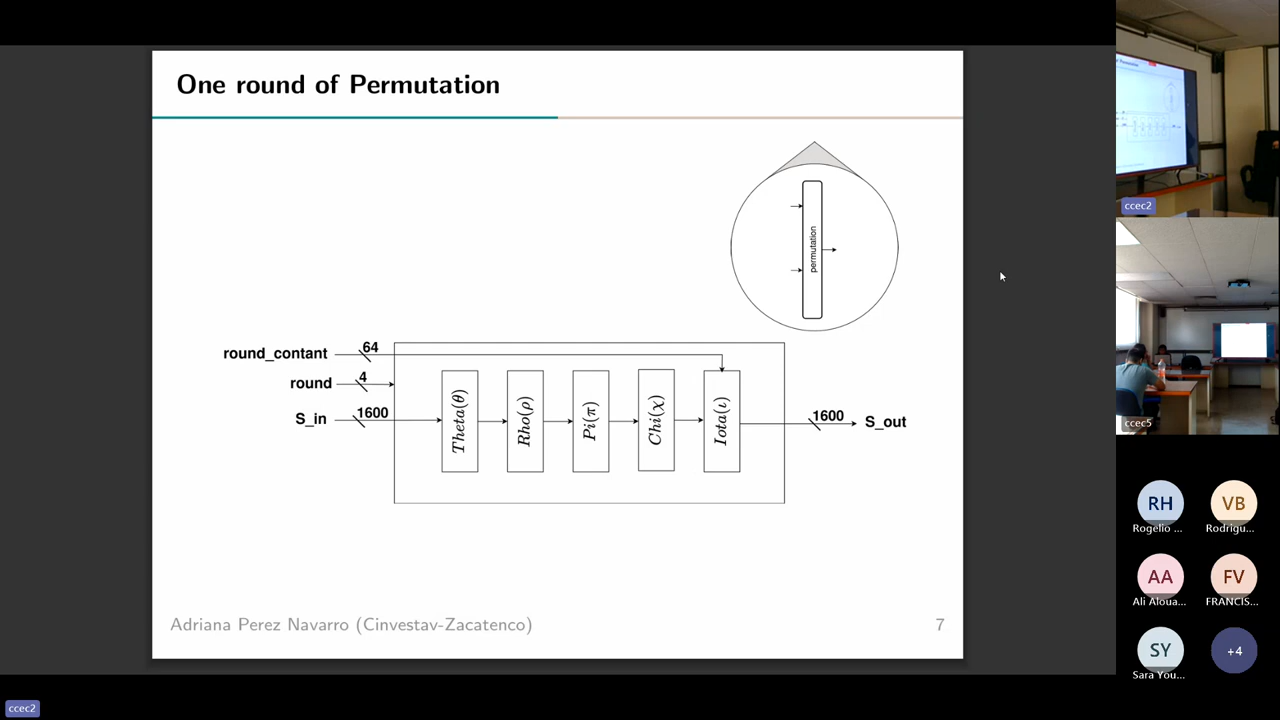 One round of Permutation
permutation
round_contant
64
round
4
S_in
1600
Theta(θ)
Rho(ρ)
Pi(π)
Chi(χ)
Iota(ι)
1600
S_out
Adriana Perez Navarro (Cinvestav-Zacatenco)
7
ccec2
ccec5
RH
Rogelio ...
VB
Rodrigu...
AA
Ali Aloua...
FV
FRANCIS...
SY
Sara You...
+4
ccec2